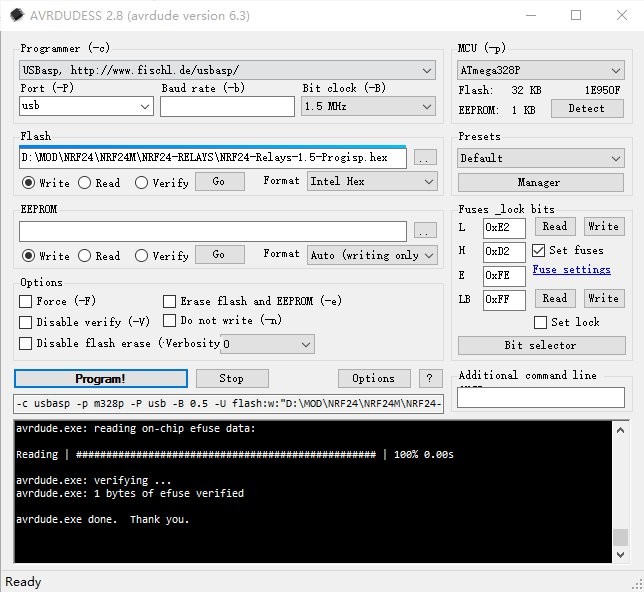 AVRDUDESS 2.8 (avrdude version 6.3)
Programmer (-c)
USBasp, http://www.fischl.de/usbasp/
Port (-P) Baud rate (-b) Bit clock (-B)
usb 1.5 MHz
MCU (-p)
ATmega328P
Flash: 32 KB 1E950F
EEPROM: 1 KB Detect
Flash
D:\MOD\NRF24\NRF24M\NRF24-RELAYS\NRF24-Relays-1.5-Progisp.hex ..
Write Read Verify Go Format Intel Hex
Presets
Default
Manager
EEPROM
..
Write Read Verify Go Format Auto (writing only
Fuses _lock bits
L 0xE2 Read Write
H 0xD2 Set fuses
E 0xFE Fuse settings
LB 0xFF Read Write
Set lock
Bit selector
Options
Force (-F) Erase flash and EEPROM (-e)
Disable verify (-V) Do not write (-n)
Disable flash erase (-Verbosity 0
Program! Stop Options ?
-c usbasp -p m328p -P usb -B 0.5 -U flash:w:"D:\MOD\NRF24\NRF24M\NRF24-
Additional command line
avrdude.exe: reading on-chip efuse data:
Reading | ################################################## | 100% 0.00s
avrdude.exe: verifying ...
avrdude.exe: 1 bytes of efuse verified
avrdude.exe done.  Thank you.
Ready